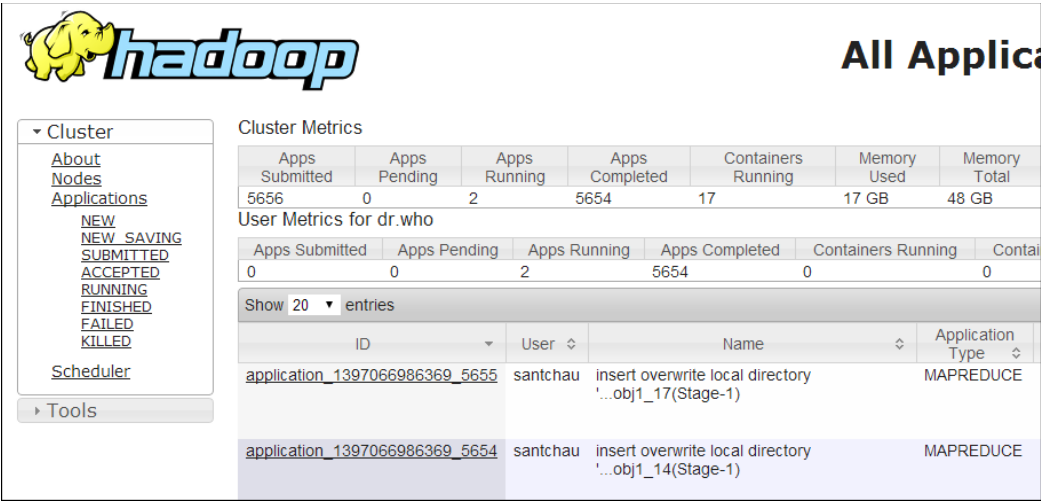 hadoop
All Applica
Cluster
About
Nodes
Applications
NEW
NEW_SAVING
SUBMITTED
ACCEPTED
RUNNING
FINISHED
FAILED
KILLED
Scheduler
Tools
Cluster Metrics
Apps Submitted Apps Pending Apps Running Apps Completed Containers Running Memory Used Memory Total
5656 0 2 5654 17 17 GB 48 GB
User Metrics for dr.who
Apps Submitted Apps Pending Apps Running Apps Completed Containers Running Contai
0 0 2 5654 0 0
Show 20 entries
ID User Name Application Type
application_1397066986369_5655 santchau insert overwrite local directory MAPREDUCE
'...obj1_17(Stage-1)
application_1397066986369_5654 santchau insert overwrite local directory MAPREDUCE
'...obj1_14(Stage-1)